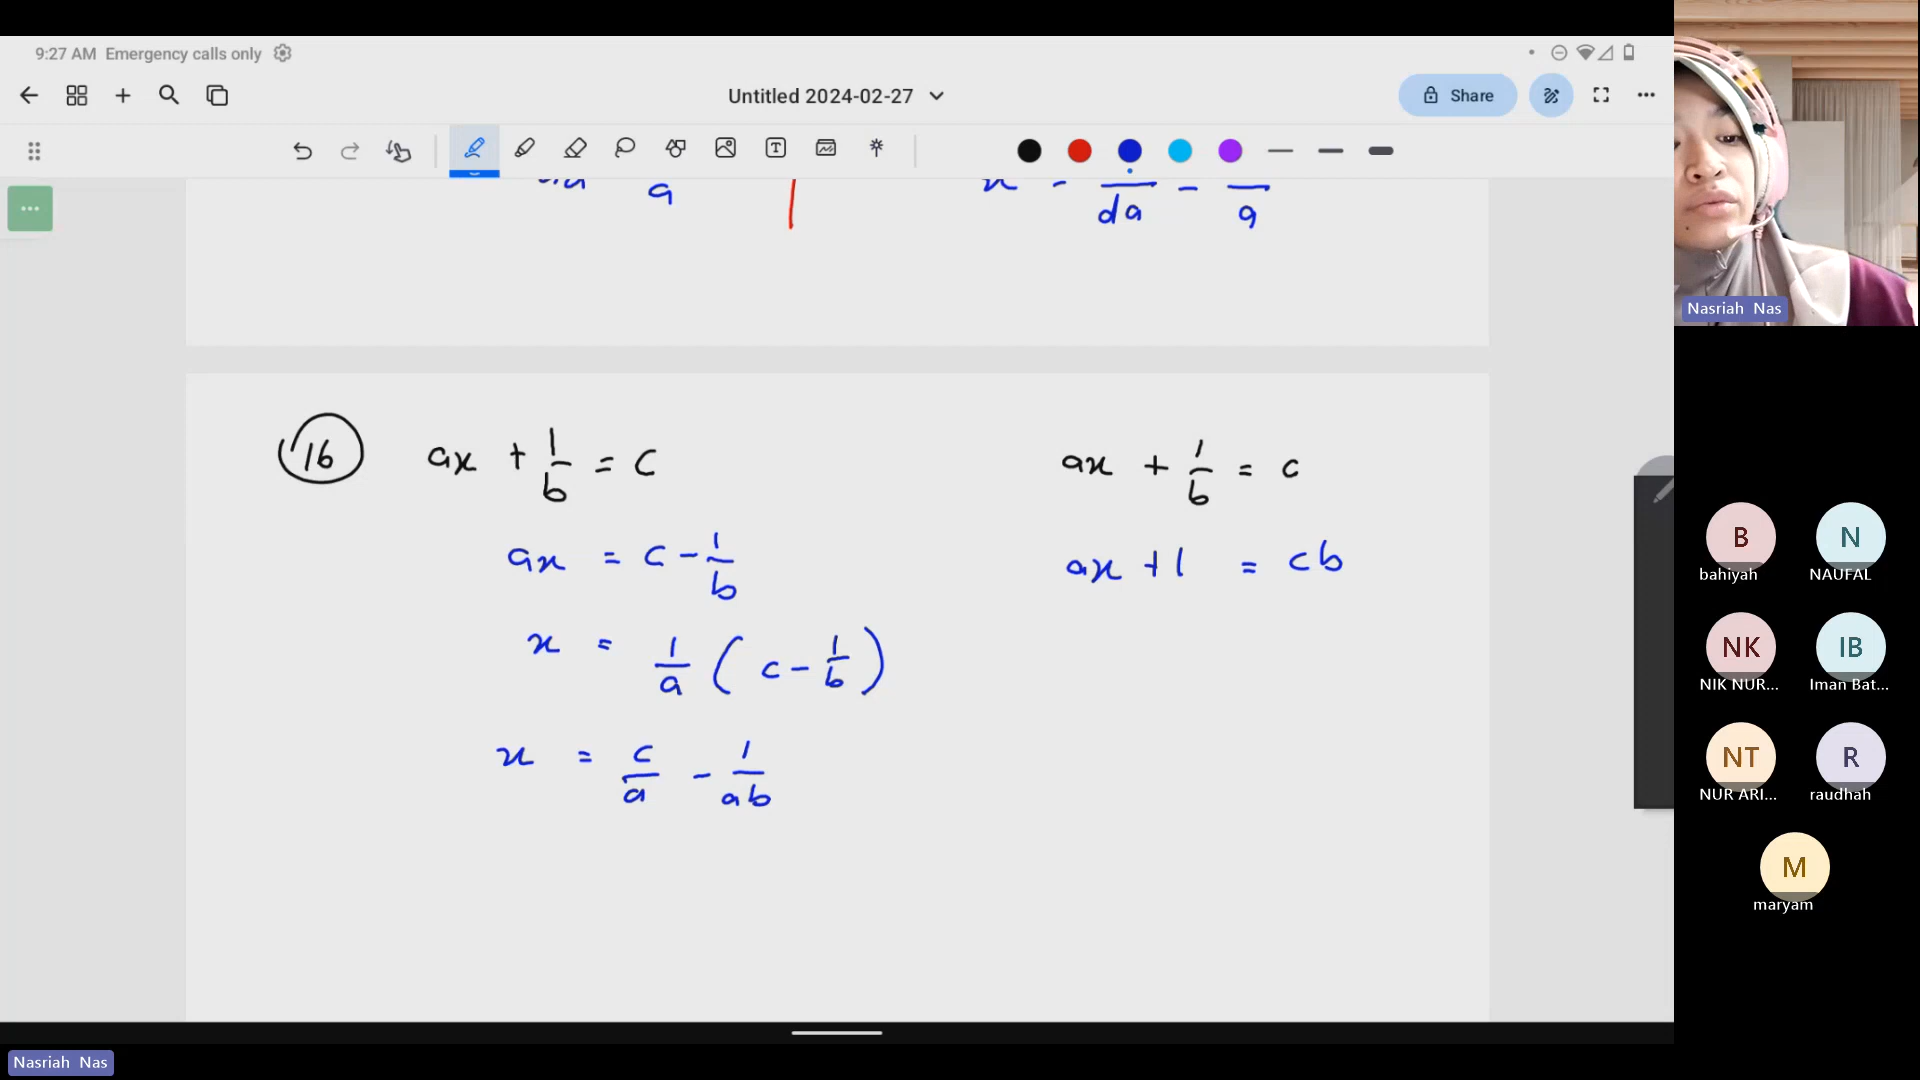 9:27 AM Emergency calls only
Untitled 2024-02-27
Share
a
x = — - —
da a
16 ax + 1/b = c
ax = c - 1/b
x = 1/a ( c - 1/b )
x = c/a - 1/ab
ax + 1/b = c
ax + 1 = cb
Nasriah Nas
B
bahiyah
N
NAUFAL
NK
NIK NUR...
IB
Iman Bat...
NT
NUR ARI...
R
raudhah
M
maryam
Nasriah Nas